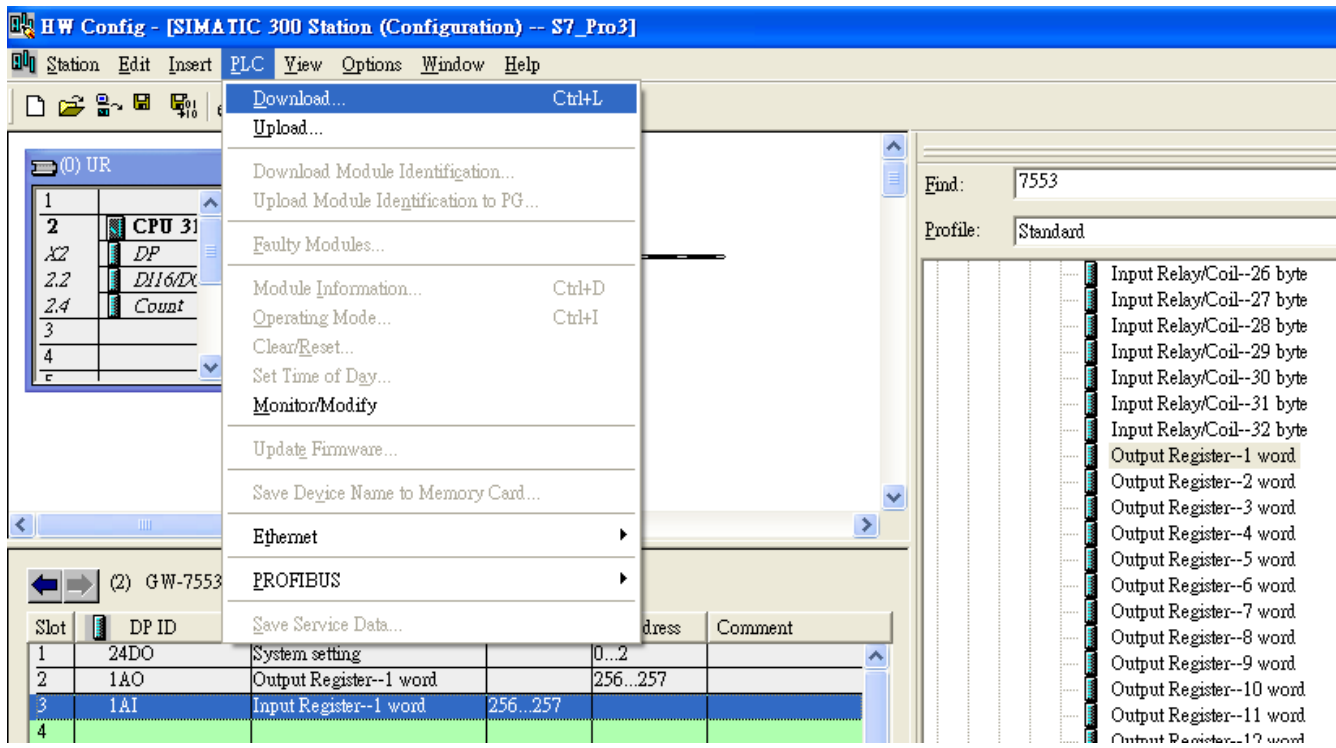 HW Config - [SIMATIC 300 Station (Configuration) -- S7_Pro3]
Station Edit Insert PLC View Options Window Help
Download... Ctrl+L
Upload...
Download Module Identification...
Upload Module Identification to PG...
Faulty Modules...
Module Information... Ctrl+D
Operating Mode... Ctrl+I
Clear/Reset...
Set Time of Day...
Monitor/Modify
Update Firmware...
Save Device Name to Memory Card...
Ethernet
PROFIBUS
Save Service Data...
(0) UR
1
2 CPU 31
X2 DP
2.2 DI16/DO
2.4 Count
3
4
Find: 7553
Profile: Standard
Input Relay/Coil--26 byte
Input Relay/Coil--27 byte
Input Relay/Coil--28 byte
Input Relay/Coil--29 byte
Input Relay/Coil--30 byte
Input Relay/Coil--31 byte
Input Relay/Coil--32 byte
Output Register--1 word
Output Register--2 word
Output Register--3 word
Output Register--4 word
Output Register--5 word
Output Register--6 word
Output Register--7 word
Output Register--8 word
Output Register--9 word
Output Register--10 word
Output Register--11 word
Output Register--12 word
(2) GW-7553
Slot DP ID dress Comment
1 24DO System setting 0...2
2 1AO Output Register--1 word 256...257
3 1AI Input Register--1 word 256...257
4